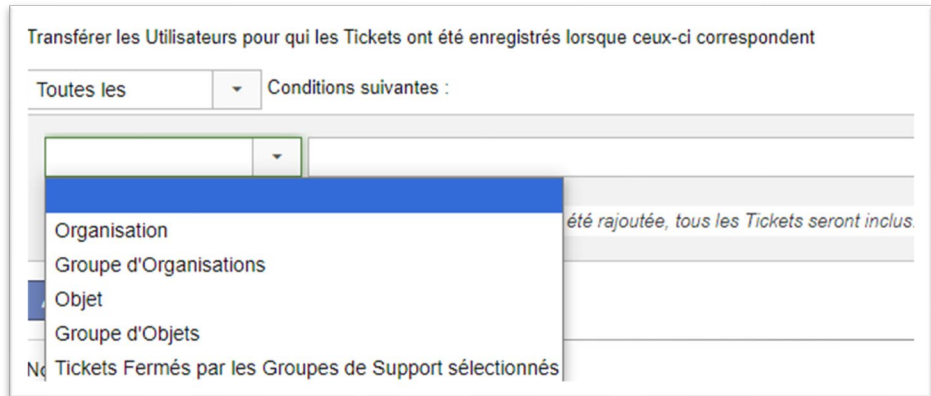 Transférer les Utilisateurs pour qui les Tickets ont été enregistrés lorsque ceux-ci correspondent
Toutes les Conditions suivantes :
été rajoutée, tous les Tickets seront inclus.
Organisation
Groupe d'Organisations
Objet
Groupe d'Objets
Tickets Fermés par les Groupes de Support sélectionnés